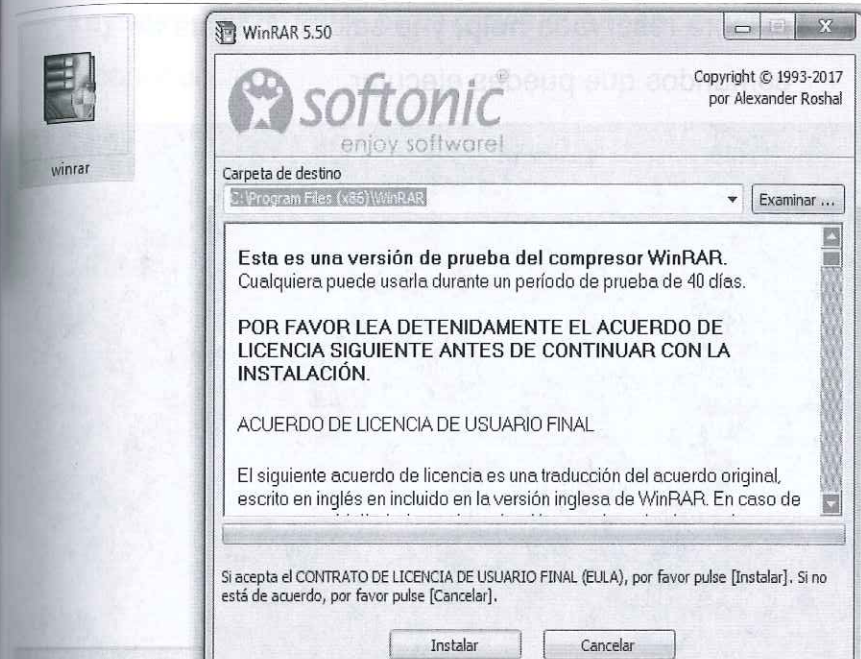 WinRAR 5.50
winrar
softonic®
enjoy software!
Copyright © 1993-2017
por Alexander Roshal
Carpeta de destino
C:\Program Files (x86)\WinRAR
Examinar ...
Esta es una versión de prueba del compresor WinRAR.
Cualquiera puede usarla durante un período de prueba de 40 días.
POR FAVOR LEA DETENIDAMENTE EL ACUERDO DE
LICENCIA SIGUIENTE ANTES DE CONTINUAR CON LA
INSTALACIÓN.
ACUERDO DE LICENCIA DE USUARIO FINAL
El siguiente acuerdo de licencia es una traducción del acuerdo original,
escrito en inglés en incluido en la versión inglesa de WinRAR. En caso de
Si acepta el CONTRATO DE LICENCIA DE USUARIO FINAL (EULA), por favor pulse [Instalar]. Si no
está de acuerdo, por favor pulse [Cancelar].
Instalar
Cancelar